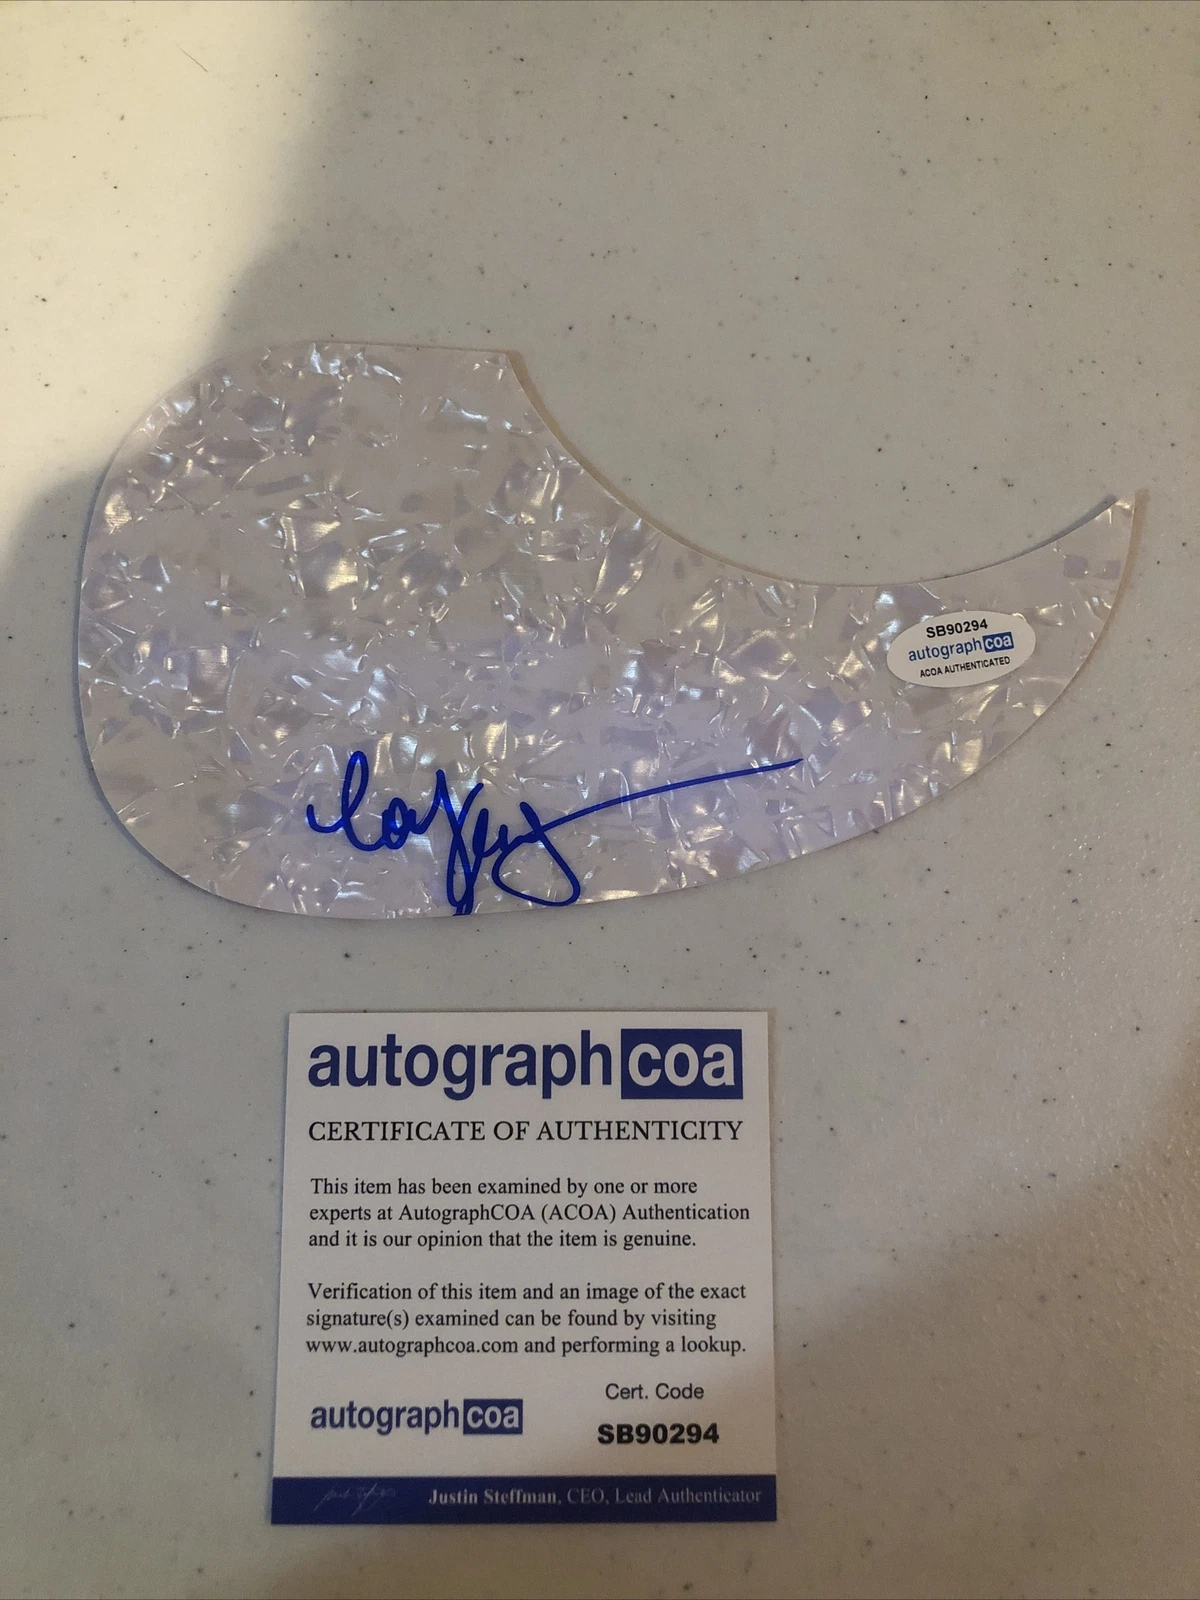 SB90294
autographcoa
ACOA AUTHENTICATED
autographcoa
CERTIFICATE OF AUTHENTICITY
This item has been examined by one or more
experts at AutographCOA (ACOA) Authentication
and it is our opinion that the item is genuine.
Verification of this item and an image of the exact
signature(s) examined can be found by visiting
www.autographcoa.com and performing a lookup.
Cert. Code
autographcoa
SB90294
Justin Steffman, CEO, Lead Authenticator